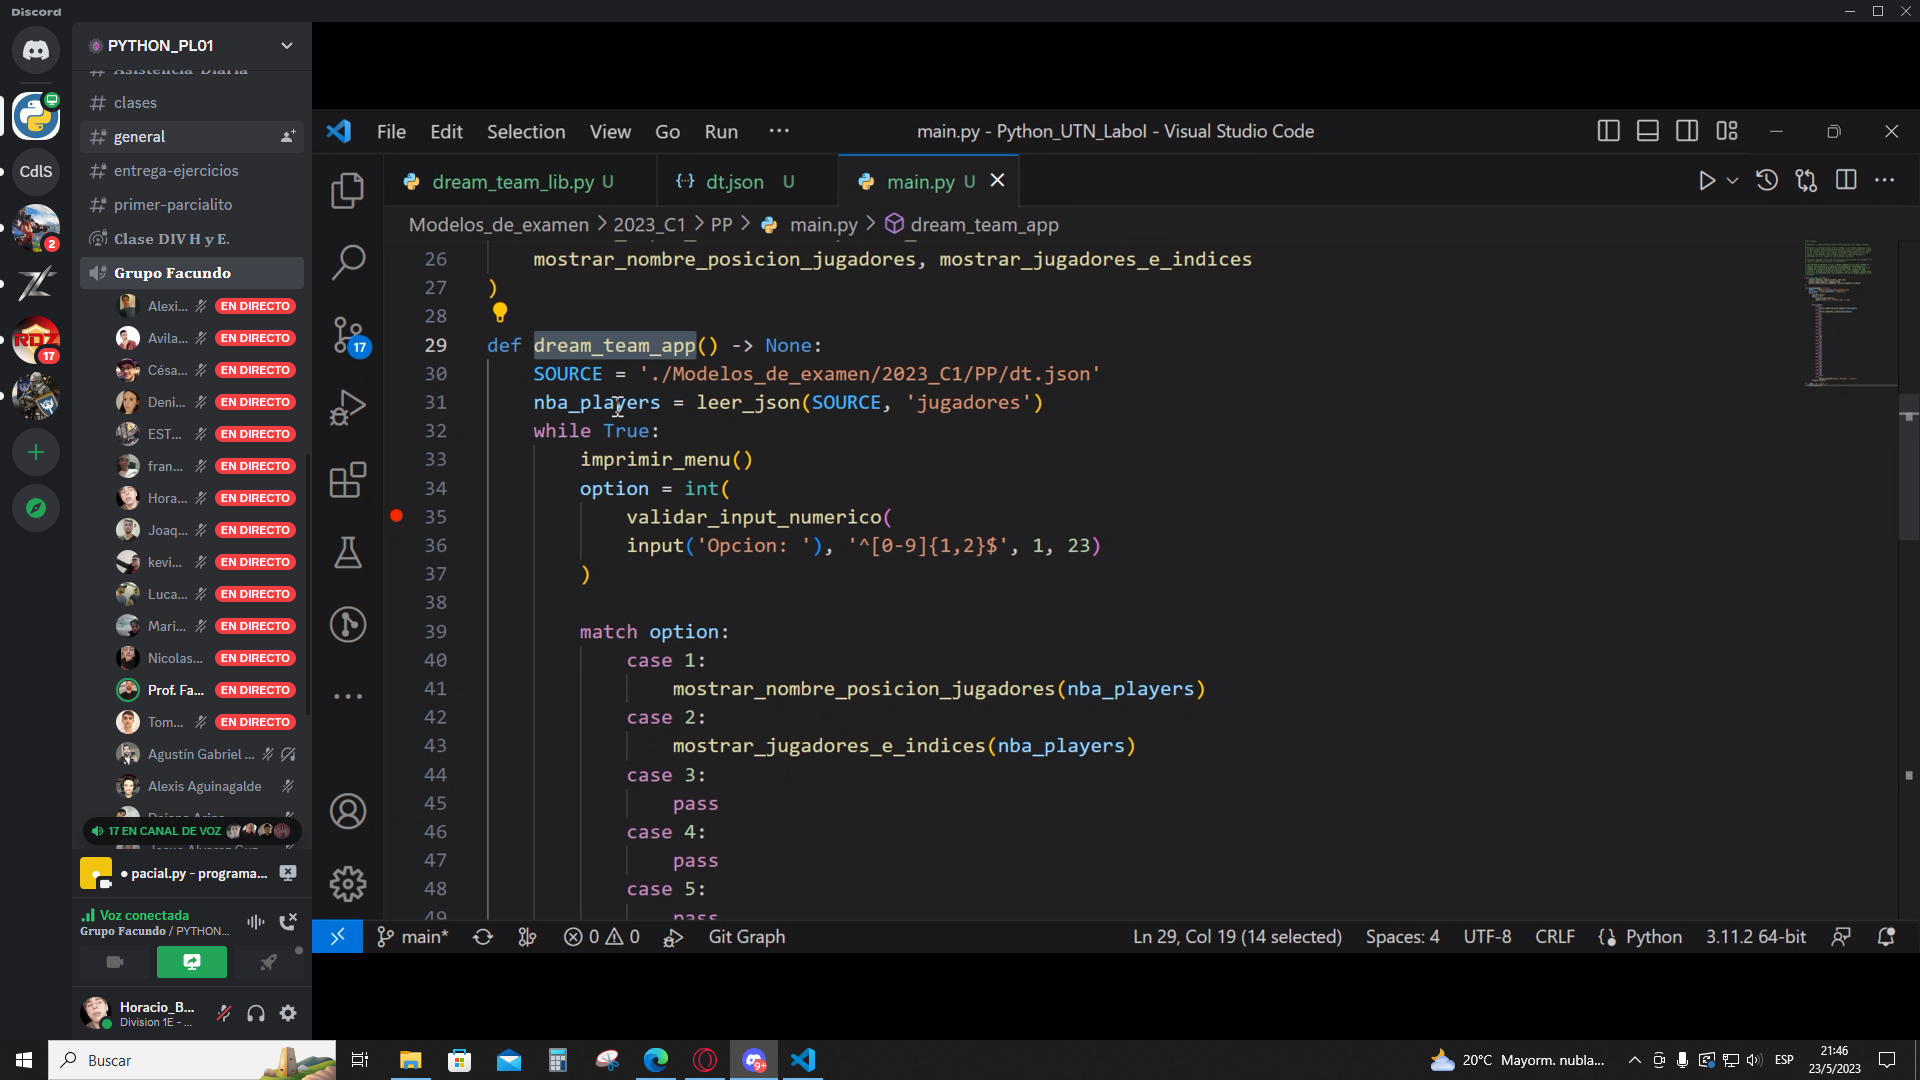 Discord
PYTHON_PL01
Asistencia-Diaria
clases
general
entrega-ejercicios
primer-parcialito
Clase DIV H y E.
Grupo Facundo
Alexi... EN DIRECTO
Avila... EN DIRECTO
Césa... EN DIRECTO
Deni... EN DIRECTO
EST... EN DIRECTO
fran... EN DIRECTO
Hora... EN DIRECTO
Joaq... EN DIRECTO
kevi... EN DIRECTO
Luca... EN DIRECTO
Mari... EN DIRECTO
Nicolas... EN DIRECTO
Prof. Fa... EN DIRECTO
Tom... EN DIRECTO
Agustín Gabriel ...
Alexis Aguinagalde
17 EN CANAL DE VOZ
● pacial.py - programa...
Voz conectada
Grupo Facundo / PYTHON...
Horacio_B...
Division 1E - ...
CdlS
2
RDZ
17
File Edit Selection View Go Run ···
main.py - Python_UTN_LaboI - Visual Studio Code
dream_team_lib.py U
dt.json U
main.py U
Modelos_de_examen > 2023_C1 > PP > main.py > dream_team_app
17
26 mostrar_nombre_posicion_jugadores, mostrar_jugadores_e_indices
27 )
28
29 def dream_team_app() -> None:
30 SOURCE = './Modelos_de_examen/2023_C1/PP/dt.json'
31 nba_players = leer_json(SOURCE, 'jugadores')
32 while True:
33 imprimir_menu()
34 option = int(
35 validar_input_numerico(
36 input('Opcion: '), '^[0-9]{1,2}$', 1, 23)
37 )
38
39 match option:
40 case 1:
41 mostrar_nombre_posicion_jugadores(nba_players)
42 case 2:
43 mostrar_jugadores_e_indices(nba_players)
44 case 3:
45 pass
46 case 4:
47 pass
48 case 5:
49 pass
main* 0 0 Git Graph Ln 29, Col 19 (14 selected) Spaces: 4 UTF-8 CRLF Python 3.11.2 64-bit
Buscar
9+
20°C Mayorm. nubla...
ESP
21:46
23/5/2023